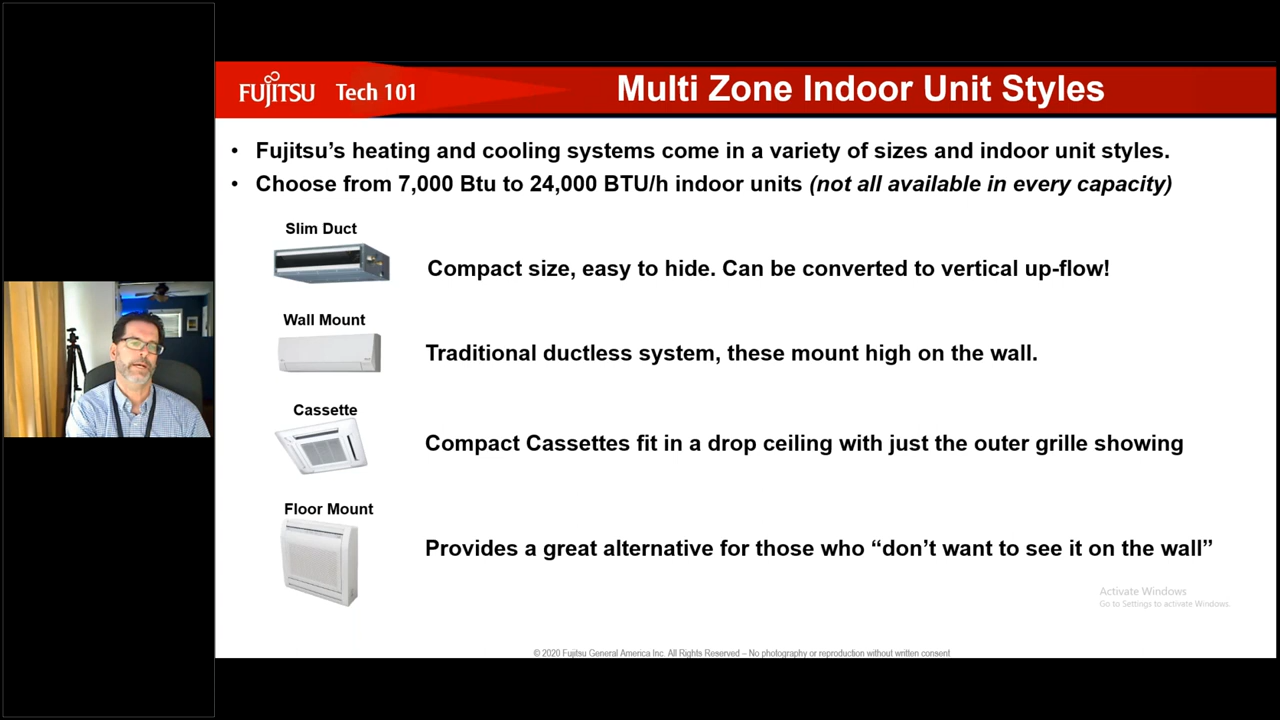 FUJITSU Tech 101
Multi Zone Indoor Unit Styles
• Fujitsu’s heating and cooling systems come in a variety of sizes and indoor unit styles.
• Choose from 7,000 Btu to 24,000 BTU/h indoor units (not all available in every capacity)
Slim Duct
Compact size, easy to hide. Can be converted to vertical up-flow!
Wall Mount
Traditional ductless system, these mount high on the wall.
Cassette
Compact Cassettes fit in a drop ceiling with just the outer grille showing
Floor Mount
Provides a great alternative for those who “don’t want to see it on the wall”
Activate Windows
Go to Settings to activate Windows.
© 2020 Fujitsu General America Inc. All Rights Reserved – No photography or reproduction without written consent